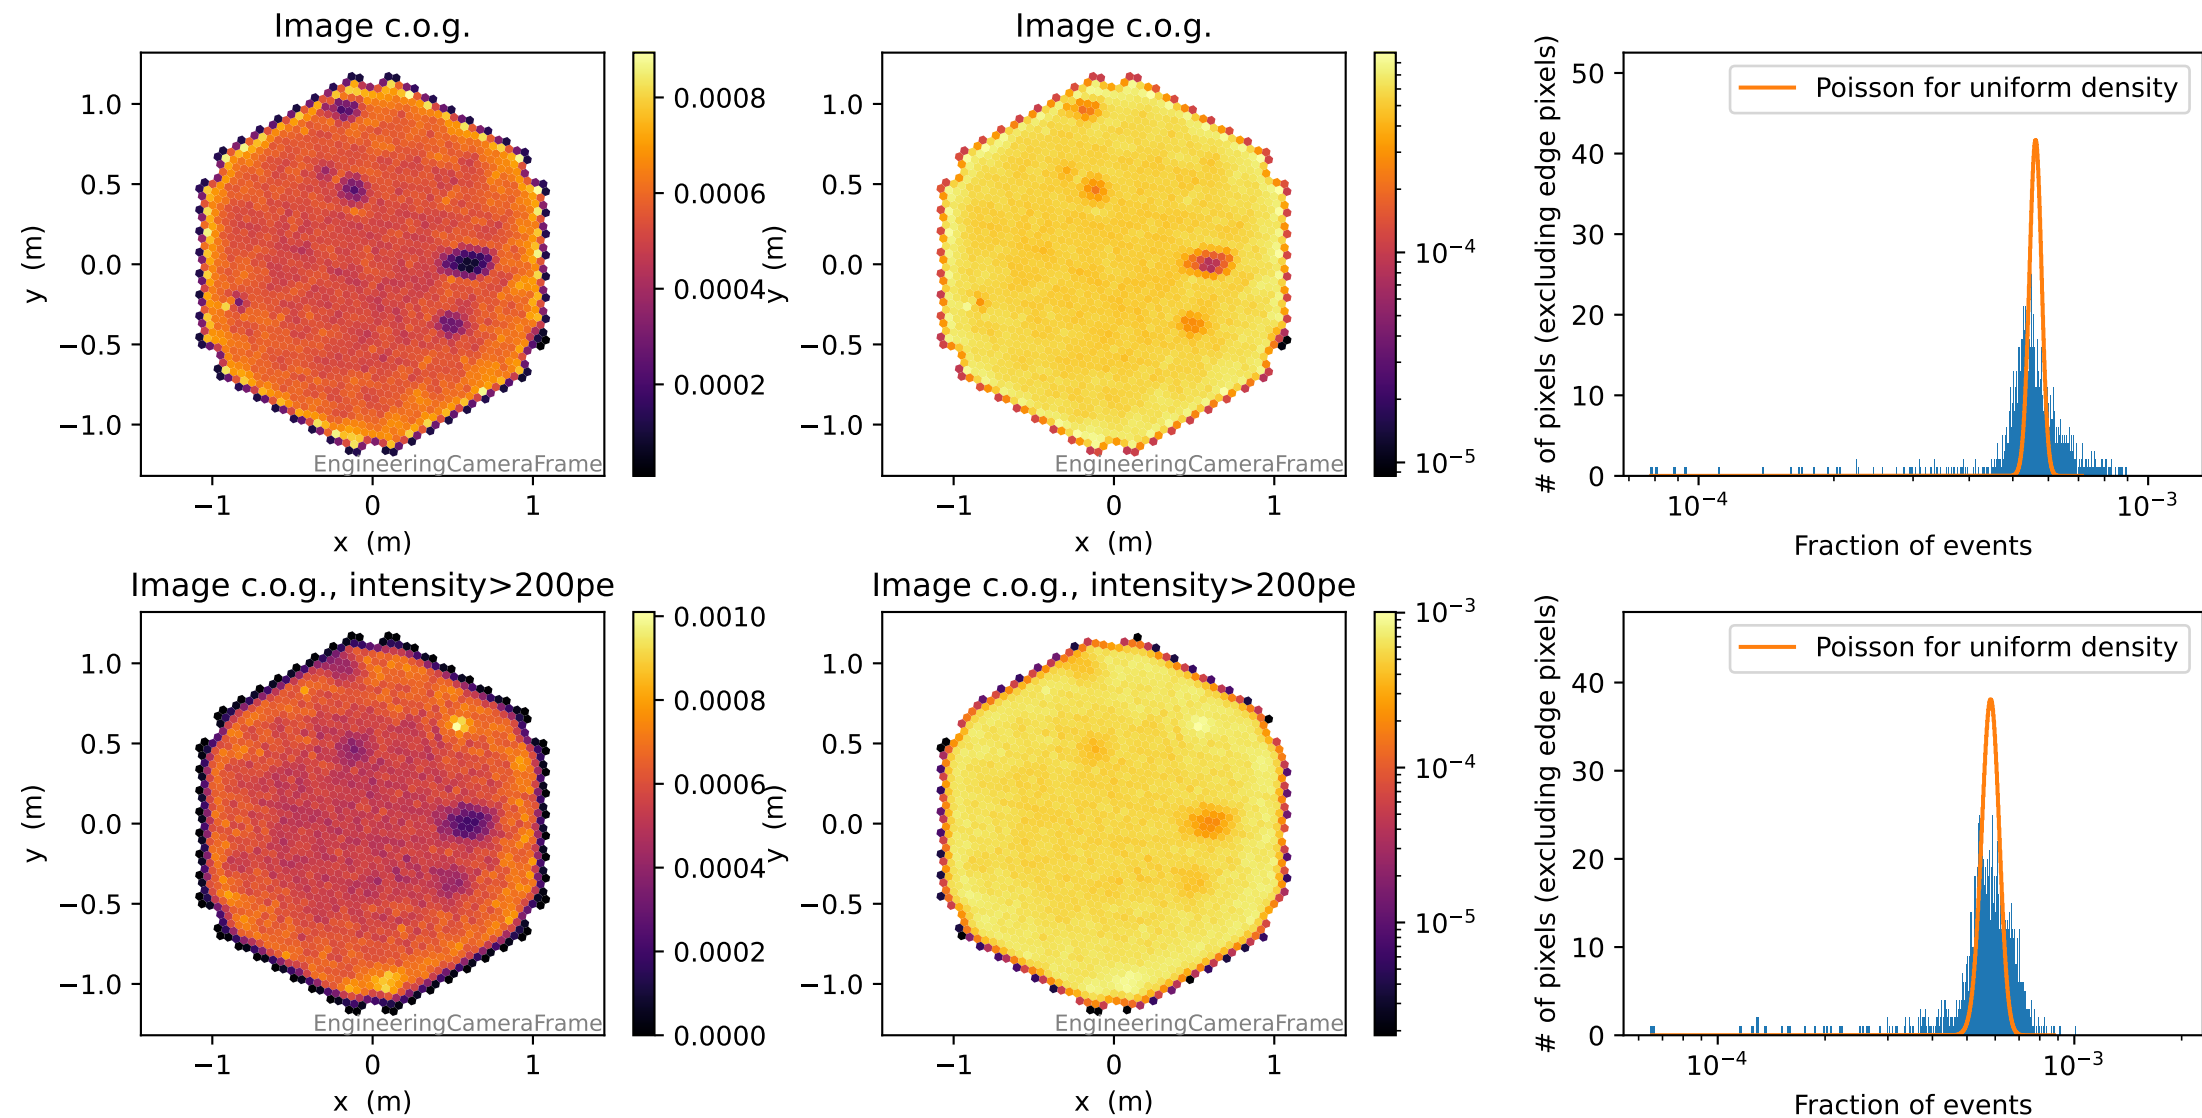 Image c.o.g.
1.0
0.5
0.0
−0.5
−1.0
y (m)
−1 0 1
x (m)
EngineeringCameraFrame
0.0008
0.0006
0.0004
0.0002
Image c.o.g.
1.0
0.5
0.0
−0.5
−1.0
y (m)
−1 0 1
x (m)
EngineeringCameraFrame
10⁻⁴
10⁻⁵
# of pixels (excluding edge pixels)
50
40
30
20
10
0
Poisson for uniform density
10⁻⁴ 10⁻³
Fraction of events
Image c.o.g., intensity>200pe
1.0
0.5
0.0
−0.5
−1.0
y (m)
−1 0 1
x (m)
EngineeringCameraFrame
0.0010
0.0008
0.0006
0.0004
0.0002
0.0000
Image c.o.g., intensity>200pe
1.0
0.5
0.0
−0.5
−1.0
y (m)
−1 0 1
x (m)
EngineeringCameraFrame
10⁻³
10⁻⁴
10⁻⁵
# of pixels (excluding edge pixels)
40
30
20
10
0
Poisson for uniform density
10⁻⁴ 10⁻³
Fraction of events